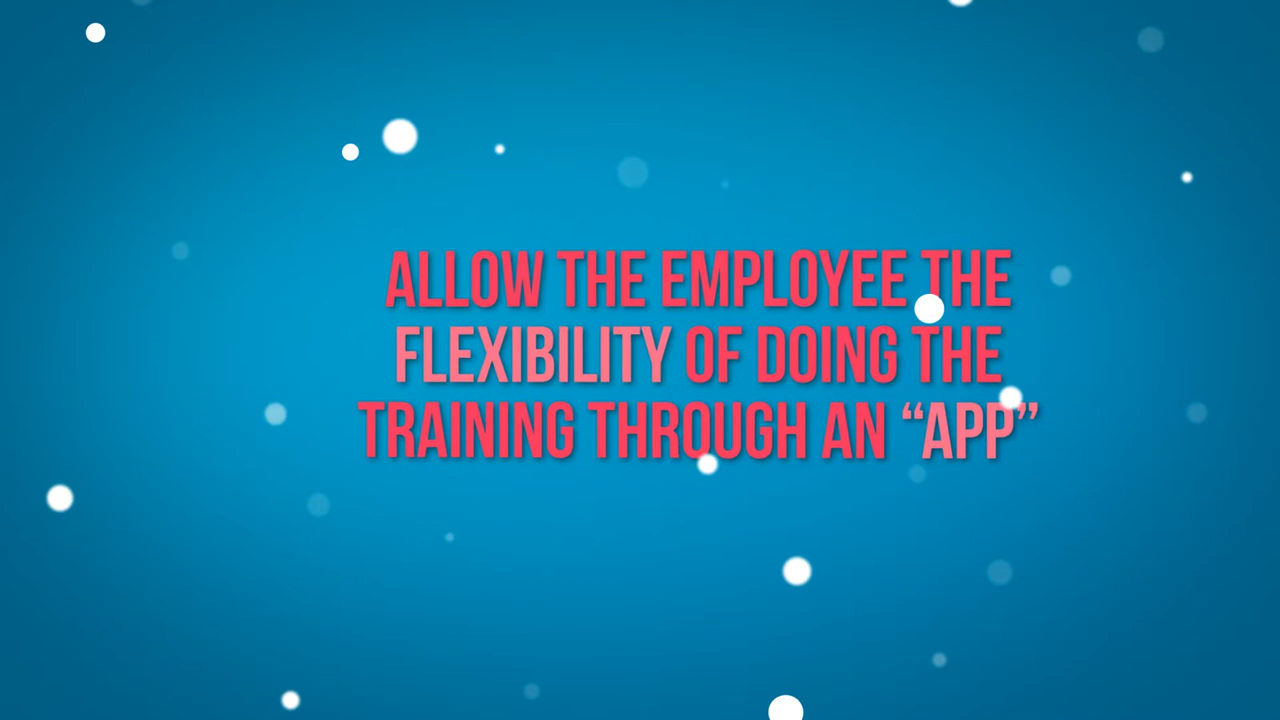 ALLOW THE EMPLOYEE THE
FLEXIBILITY OF DOING THE
TRAINING THROUGH AN “APP”